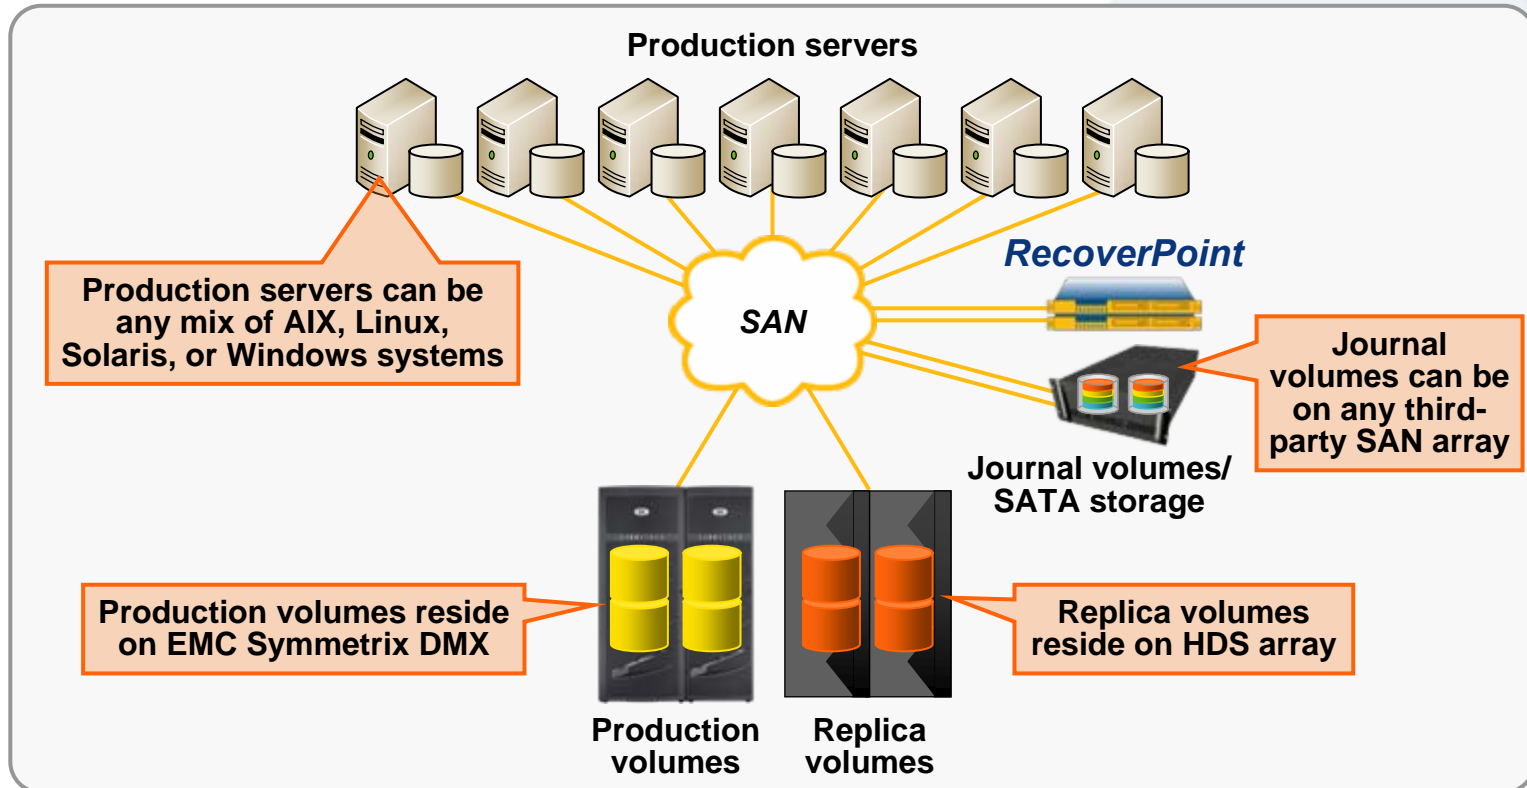 Production servers
Production servers can be
any mix of AIX, Linux,
Solaris, or Windows systems
SAN
RecoverPoint
Journal
volumes can be
on any third-
party SAN array
Journal volumes/
SATA storage
Production volumes reside
on EMC Symmetrix DMX
Replica volumes
reside on HDS array
Production
volumes
Replica
volumes